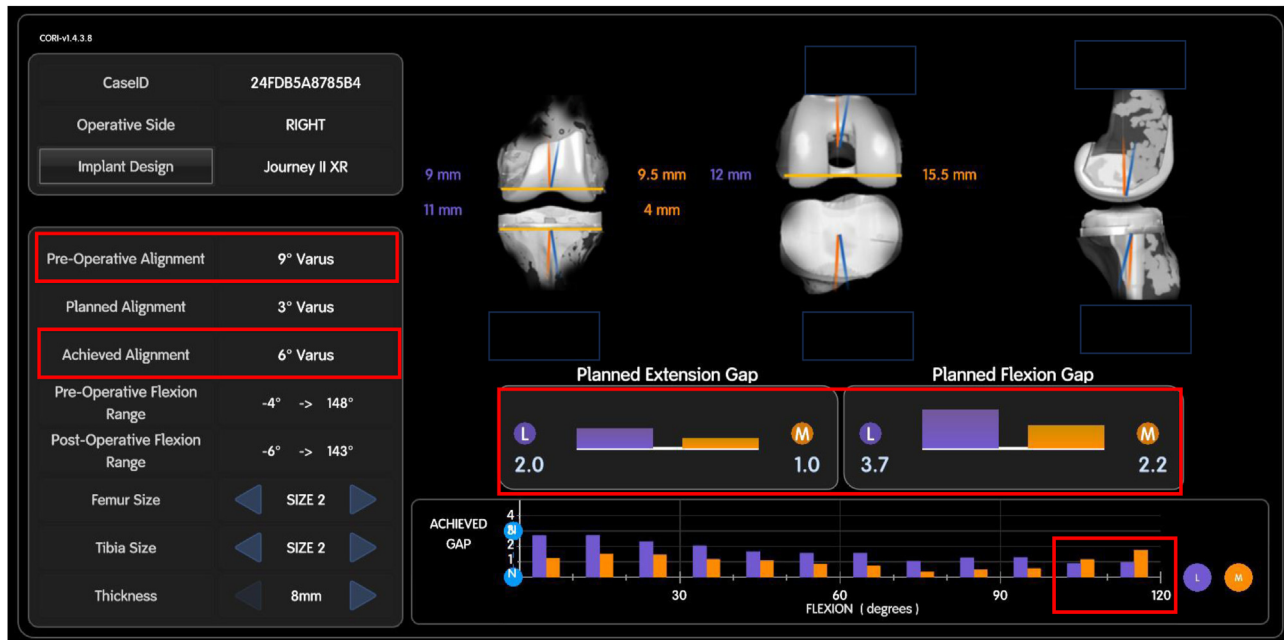 CORI-v1.4.3.8
CaseID 24FDB5A8785B4
Operative Side RIGHT
Implant Design Journey II XR
9 mm 9.5 mm 12 mm 15.5 mm
11 mm 4 mm
Pre-Operative Alignment 9° Varus
Planned Alignment 3° Varus
Achieved Alignment 6° Varus
Pre-Operative Flexion
Range
-4° -> 148°
Post-Operative Flexion
Range
-6° -> 143°
Femur Size SIZE 2
Tibia Size SIZE 2
Thickness 8mm
Planned Extension Gap Planned Flexion Gap
L M L M
2.0 1.0 3.7 2.2
ACHIEVED
GAP
4
2
1
N
30 60 90 120
FLEXION ( degrees )
L M